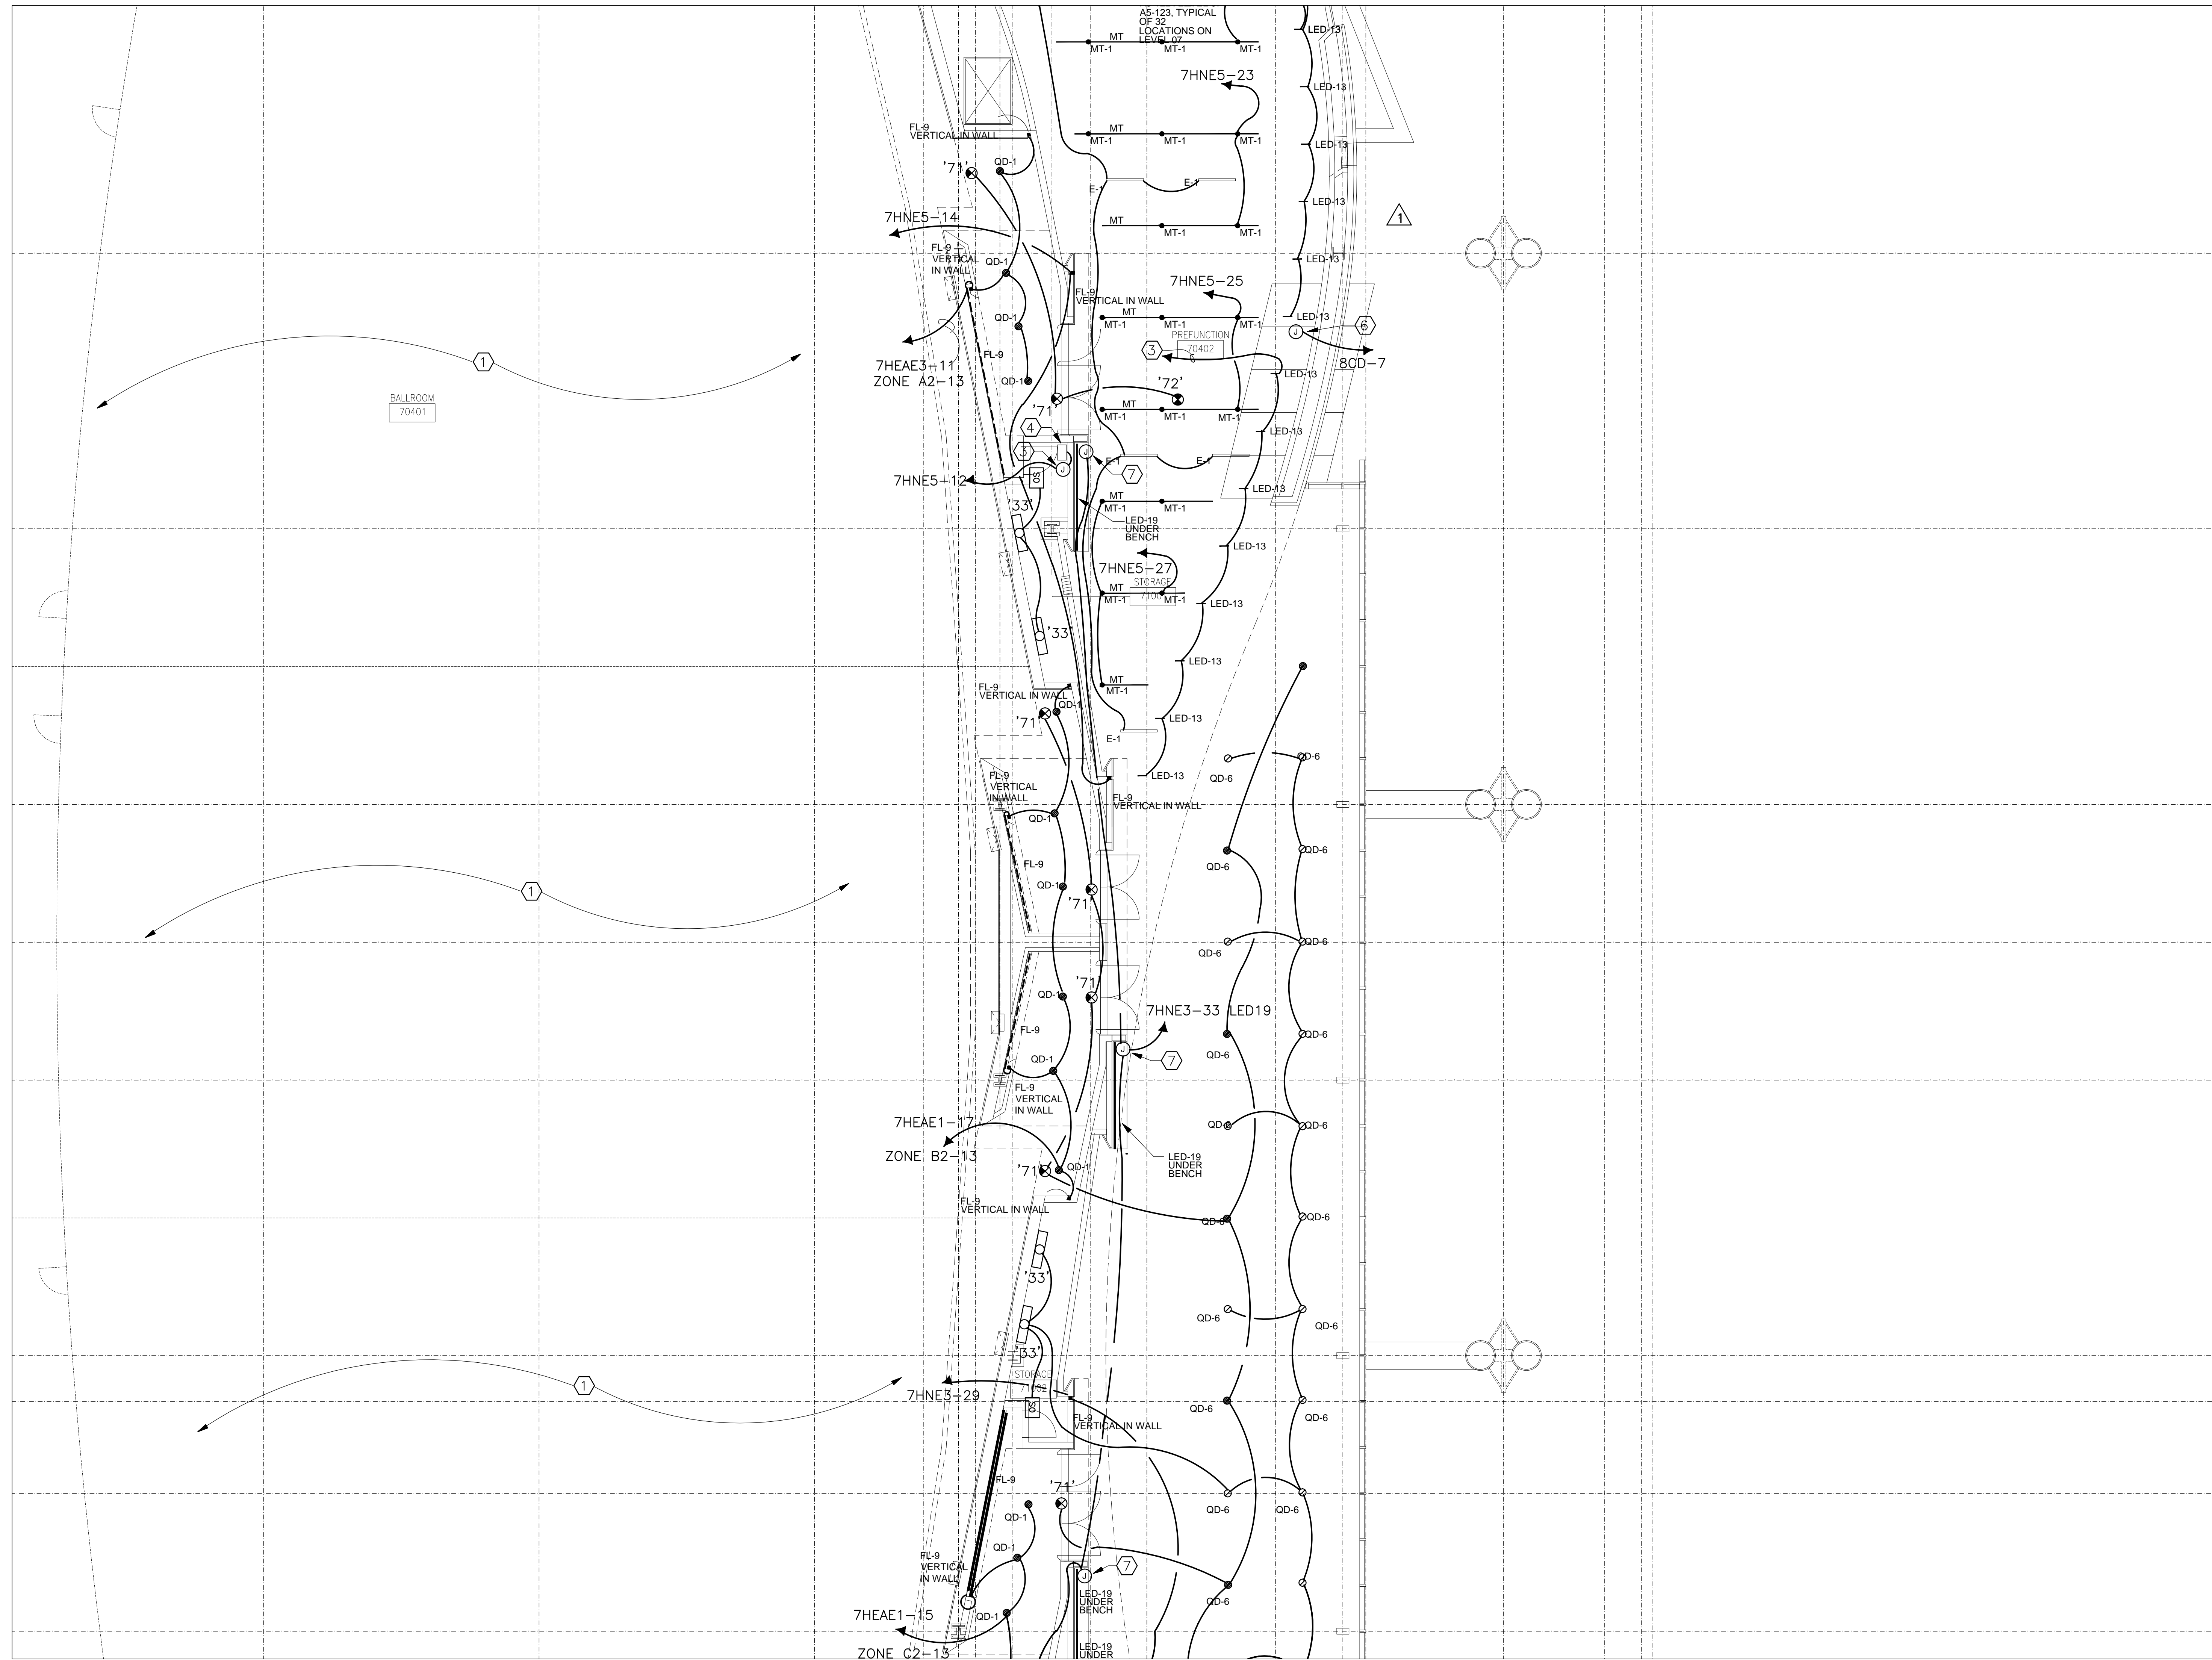 A5-123, TYPICAL
OF 32
LOCATIONS ON
LEVEL 07
MT
MT-1
MT-1
MT-1
LED-13
7HNE5-23
LED-13
FL-9
VERTICAL IN WALL
MT
MT-1
MT-1
MT-1
LED-13
'71'
QD-1
E-1
E-1
LED-13
7HNE5-14
MT
MT-1
MT-1
MT-1
1
FL-9
VERTICAL
IN WALL
QD-1
LED-13
7HNE5-25
FL-9
VERTICAL IN WALL
QD-1
MT
MT-1
MT-1
MT-1
LED-13
J
6
PREFUNCTION
70402
3
8CD-7
1
FL-9
7HEAE3-11
ZONE A2-13
QD-1
LED-13
'72'
BALLROOM
70401
'71'
MT
MT-1
MT-1
MT-1
4
LED-13
3
J
J
7
E-1
E-1
7HNE5-12
OS
LED-13
'33'
MT
MT-1
MT-1
LED-19
UNDER
BENCH
LED-13
7HNE5-27
STORAGE
MT
MT-1
MT-1
LED-13
'33'
LED-13
FL-9
VERTICAL IN WALL
MT
MT-1
QD-1
'71'
LED-13
E-1
QD-6
FL-9
VERTICAL
IN WALL
LED-13
QD-6
FL-9
VERTICAL IN WALL
QD-1
QD-6
FL-9
QD-6
1
QD-1
'71'
QD-6
QD-6
'71'
QD-1
7HNE3-33 LED19
FL-9
QD-6
J
7
QD-6
QD-1
FL-9
VERTICAL
IN WALL
7HEAE1-17
QD-6
QD-6
ZONE B2-13
LED-19
UNDER
BENCH
'71'
QD-1
FL-9
VERTICAL IN WALL
QD-6
QD-6
'33'
QD-6
QD-6
'33'
STORAGE
71002
1
7HNE3-29
OS
QD-6
QD-6
FL-9
VERTICAL IN WALL
FL-9
'71'
QD-1
QD-6
QD-6
QD-1
FL-9
VERTICAL
IN WALL
J
7
LED-19
UNDER
BENCH
QD-6
7HEAE1-15
QD-1
ZONE C2-13
LED-19
UNDER